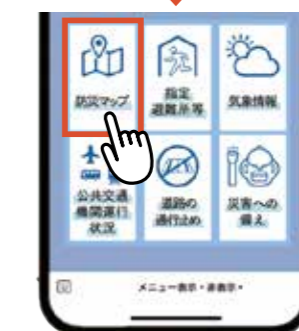 防災マップ
指定
避難所等
気象情報
公共交通
機関運行
状況
道路の
通行止め
災害への
備え
メニュー表示・非表示▾